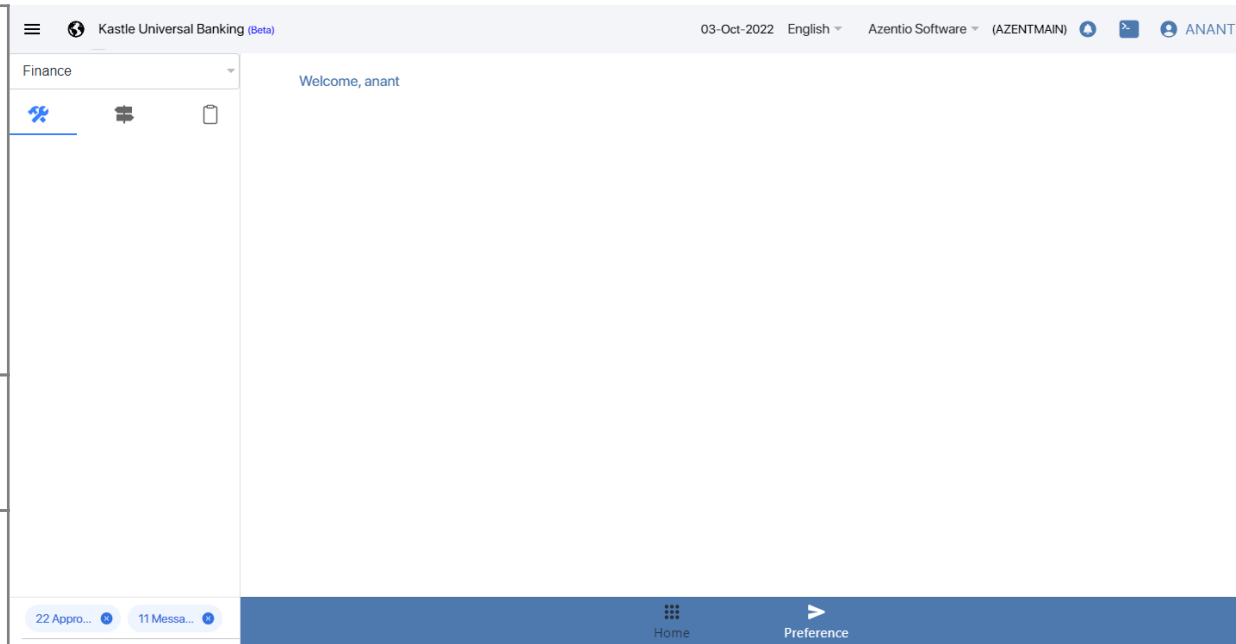 Kastle Universal Banking (Beta)
03-Oct-2022 English Azentio Software (AZENTMAIN) ANANT
Finance
Welcome, anant
22 Appro... 11 Messa...
Home Preference